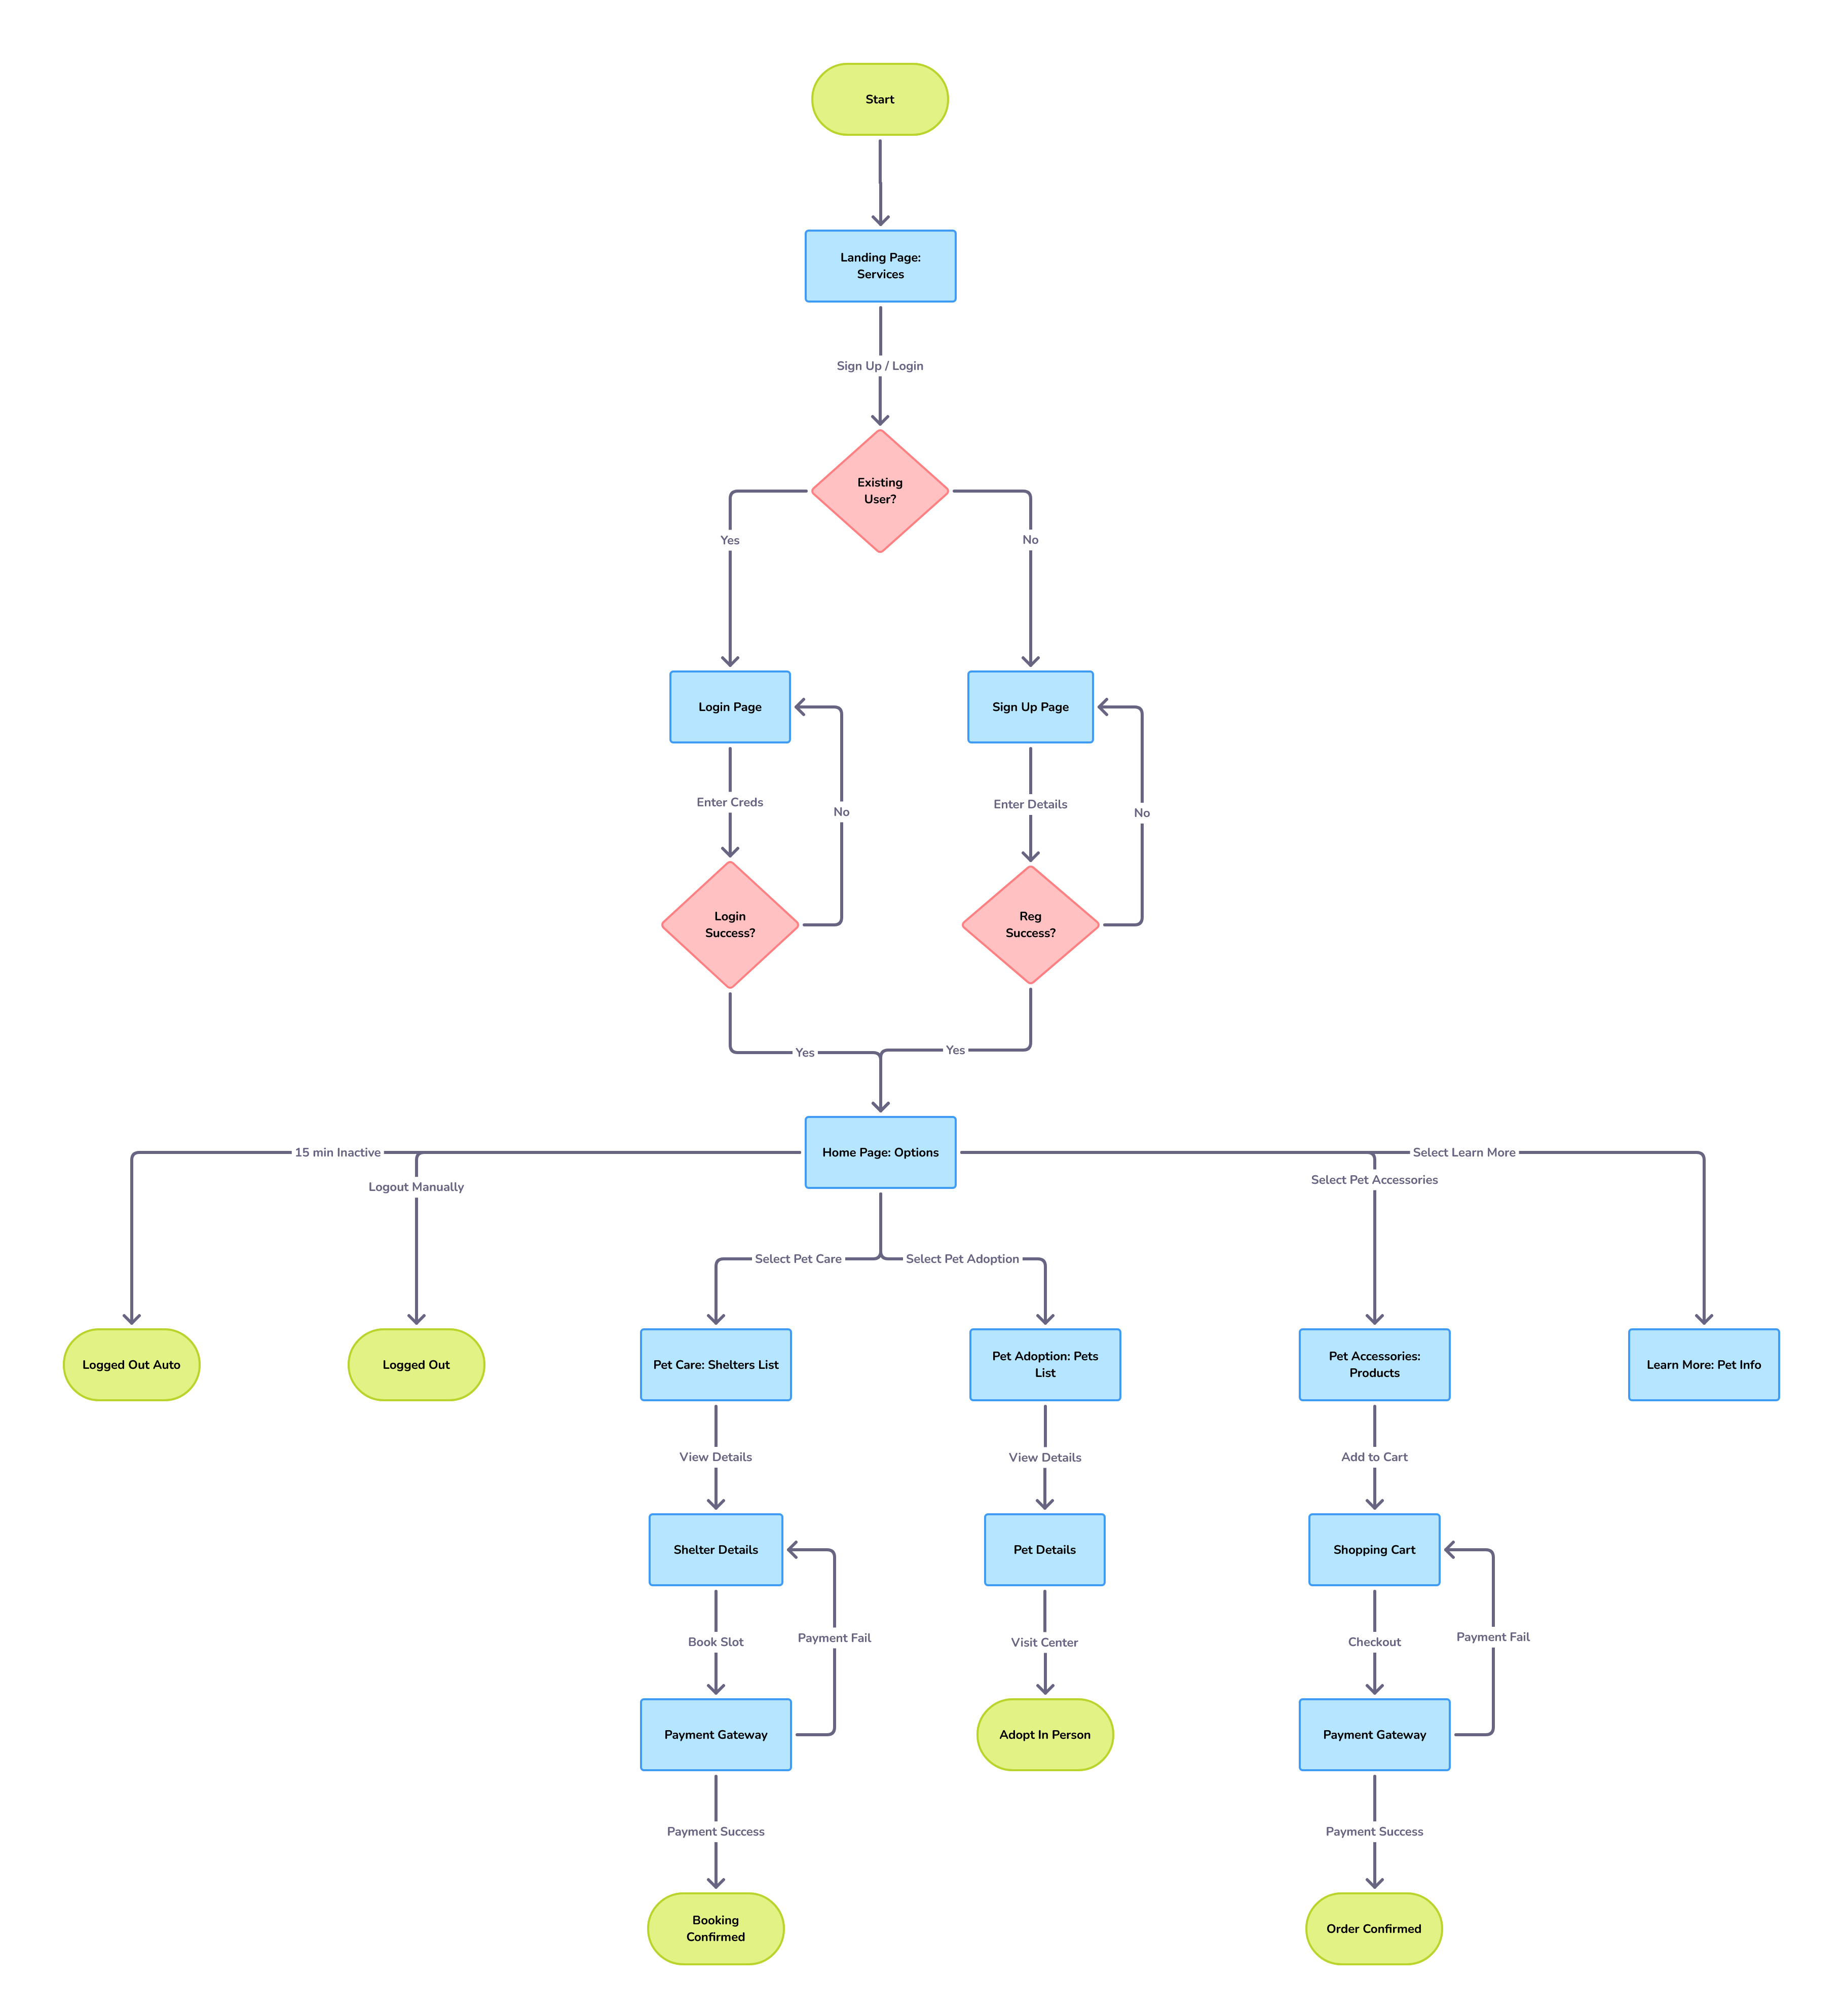 Start
Landing Page:
Services
Sign Up / Login
Existing
User?
Yes
No
Login Page
Sign Up Page
Enter Creds
No
Enter Details
No
Login
Success?
Reg
Success?
Yes
Yes
Home Page: Options
15 min Inactive
Logout Manually
Select Learn More
Select Pet Accessories
Select Pet Care
Select Pet Adoption
Logged Out Auto
Logged Out
Pet Care: Shelters List
Pet Adoption: Pets
List
Pet Accessories:
Products
Learn More: Pet Info
View Details
View Details
Add to Cart
Shelter Details
Pet Details
Shopping Cart
Book Slot
Payment Fail
Visit Center
Checkout
Payment Fail
Payment Gateway
Adopt In Person
Payment Gateway
Payment Success
Payment Success
Booking
Confirmed
Order Confirmed